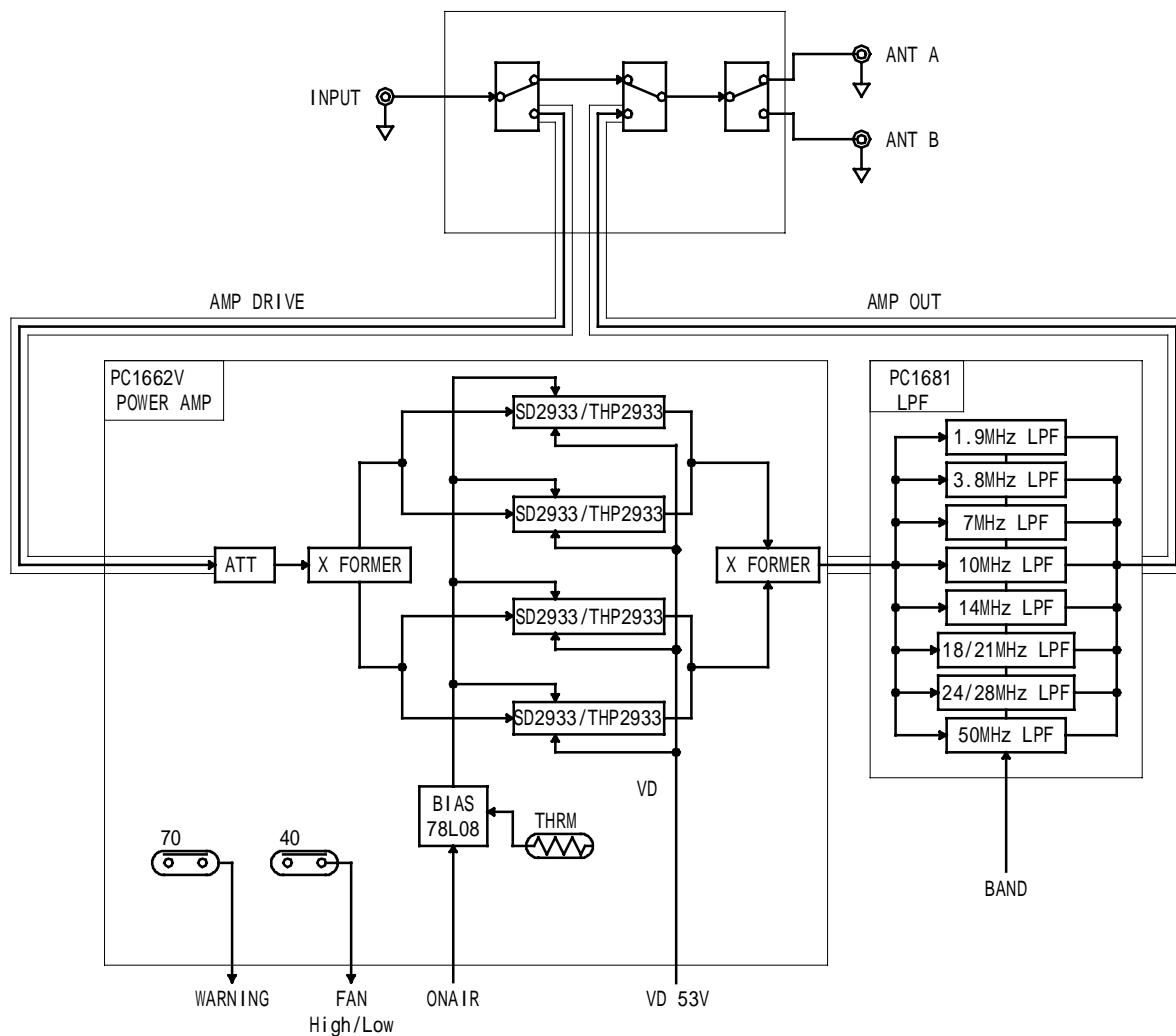 INPUT
ANT A
ANT B
AMP DRIVE
AMP OUT
PC1662V
POWER AMP
PC1681
LPF
SD2933/THP2933
SD2933/THP2933
SD2933/THP2933
SD2933/THP2933
ATT
X FORMER
X FORMER
1.9MHz LPF
3.8MHz LPF
7MHz LPF
10MHz LPF
14MHz LPF
18/21MHz LPF
24/28MHz LPF
50MHz LPF
VD
BIAS
78L08
THRM
70
40
BAND
WARNING
FAN
High/Low
ONAIR
VD 53V